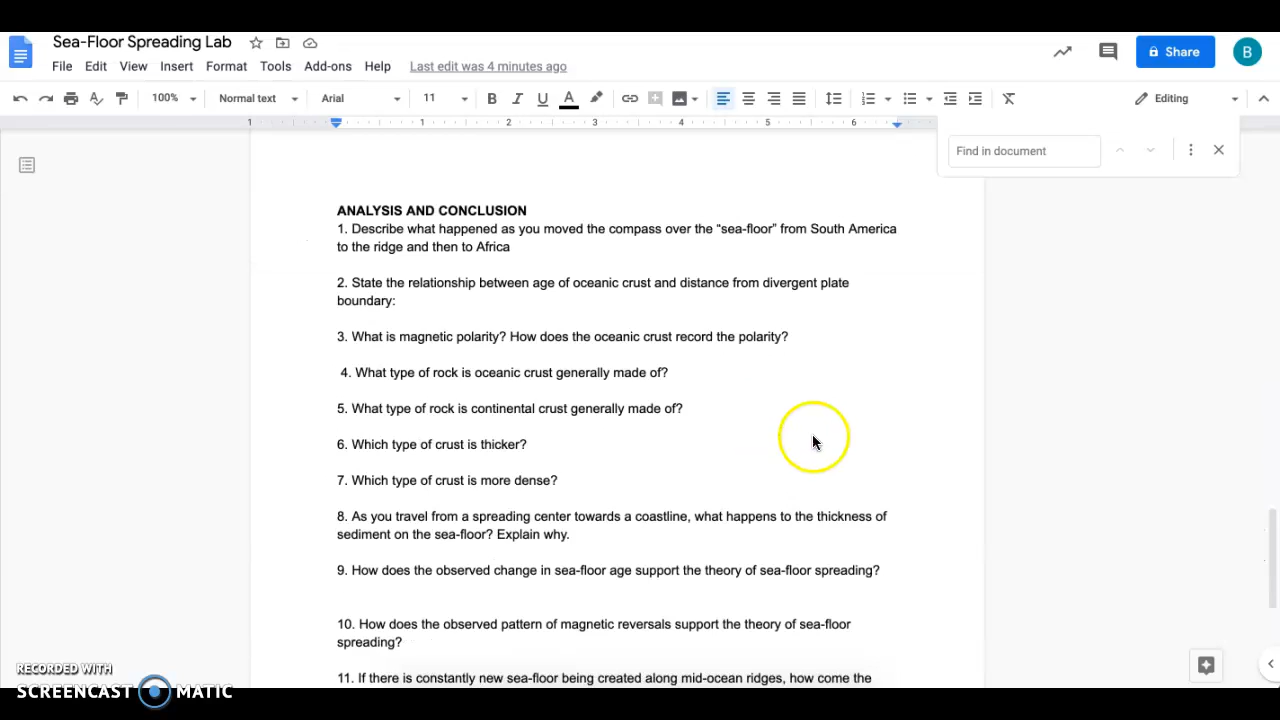 Sea-Floor Spreading Lab
File Edit View Insert Format Tools Add-ons Help Last edit was 4 minutes ago
Share
B
100% Normal text Arial 11 B I U A Editing
1 1 2 3 4 5 6
Find in document
ANALYSIS AND CONCLUSION
1. Describe what happened as you moved the compass over the “sea-floor” from South America
to the ridge and then to Africa
2. State the relationship between age of oceanic crust and distance from divergent plate
boundary:
3. What is magnetic polarity? How does the oceanic crust record the polarity?
4. What type of rock is oceanic crust generally made of?
5. What type of rock is continental crust generally made of?
6. Which type of crust is thicker?
7. Which type of crust is more dense?
8. As you travel from a spreading center towards a coastline, what happens to the thickness of
sediment on the sea-floor? Explain why.
9. How does the observed change in sea-floor age support the theory of sea-floor spreading?
10. How does the observed pattern of magnetic reversals support the theory of sea-floor
spreading?
11. If there is constantly new sea-floor being created along mid-ocean ridges, how come the
RECORDED WITH
SCREENCAST MATIC